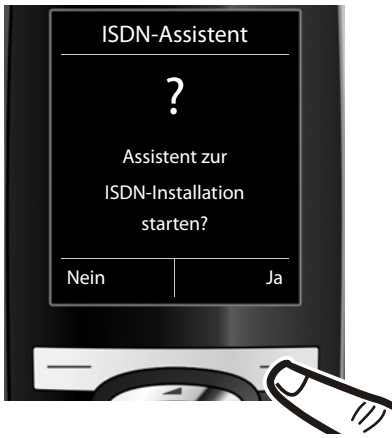 ISDN-Assistent
?
Assistent zur
ISDN-Installation
starten?
Nein Ja